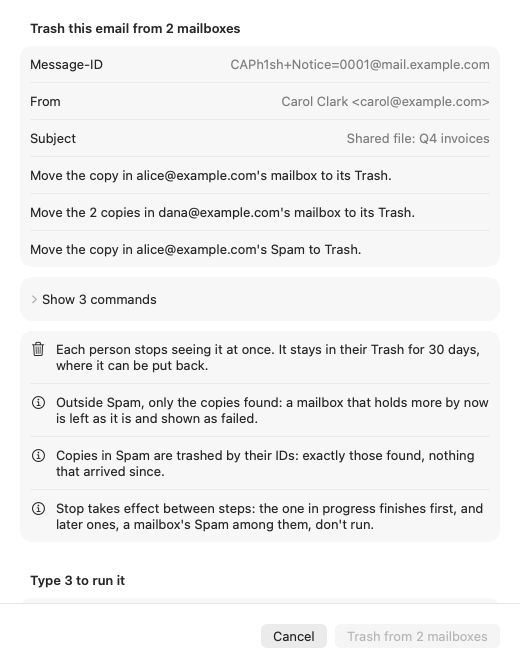 Trash this email from 2 mailboxes
Message-ID CAPh1sh+Notice=0001@mail.example.com
From Carol Clark <carol@example.com>
Subject Shared file: Q4 invoices
Move the copy in alice@example.com's mailbox to its Trash.
Move the 2 copies in dana@example.com's mailbox to its Trash.
Move the copy in alice@example.com's Spam to Trash.
Show 3 commands
Each person stops seeing it at once. It stays in their Trash for 30 days,
where it can be put back.
Outside Spam, only the copies found: a mailbox that holds more by now
is left as it is and shown as failed.
Copies in Spam are trashed by their IDs: exactly those found, nothing
that arrived since.
Stop takes effect between steps: the one in progress finishes first, and
later ones, a mailbox's Spam among them, don't run.
Type 3 to run it
Cancel Trash from 2 mailboxes